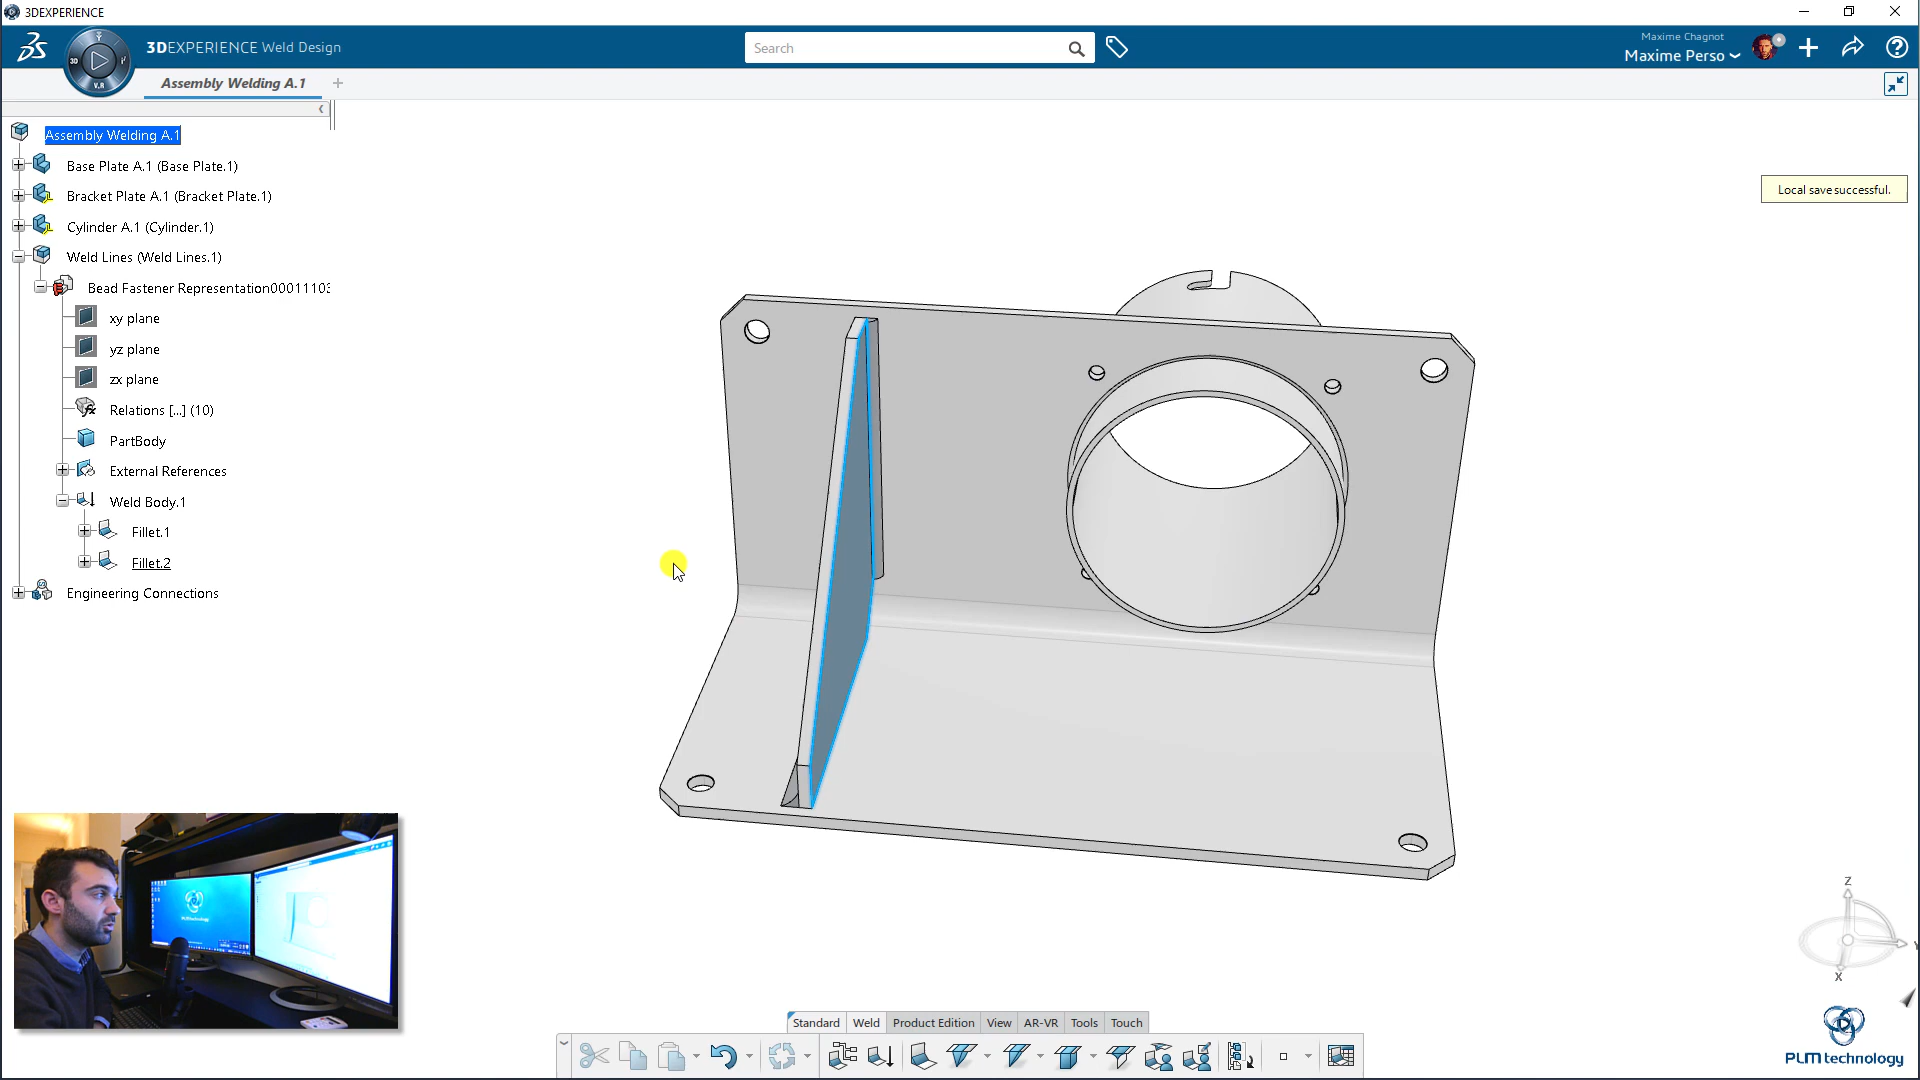 3DEXPERIENCE
3DEXPERIENCE Weld Design
Search
Maxime Chagnot
Maxime Perso
3D
V.R
Assembly Welding A.1
Assembly Welding A.1
Base Plate A.1 (Base Plate.1)
Bracket Plate A.1 (Bracket Plate.1)
Cylinder A.1 (Cylinder.1)
Weld Lines (Weld Lines.1)
Bead Fastener Representation00011103
xy plane
yz plane
zx plane
Relations [...] (10)
PartBody
External References
Weld Body.1
Fillet.1
Fillet.2
Engineering Connections
Local save successful.
Z
Y
X
Standard
Weld
Product Edition
View
AR-VR
Tools
Touch
PLM technology